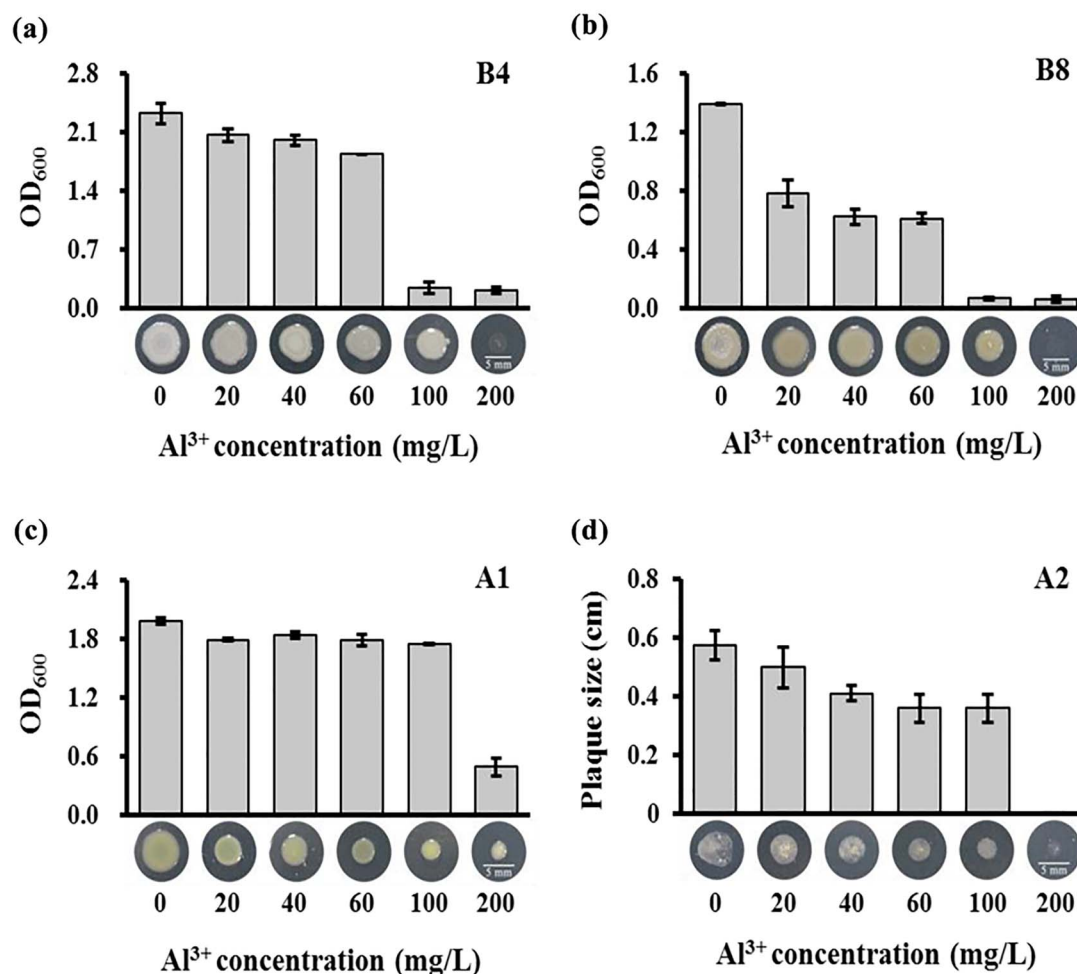 (a)
B4
2.8
2.1
1.4
0.7
0.0
OD600
5 mm
0 20 40 60 100 200
Al3+ concentration (mg/L)
(b)
B8
1.6
1.2
0.8
0.4
0.0
OD600
5 mm
0 20 40 60 100 200
Al3+ concentration (mg/L)
(c)
A1
2.4
1.8
1.2
0.6
0.0
OD600
5 mm
0 20 40 60 100 200
Al3+ concentration (mg/L)
(d)
A2
0.8
0.6
0.4
0.2
0
Plaque size (cm)
5 mm
0 20 40 60 100 200
Al3+ concentration (mg/L)